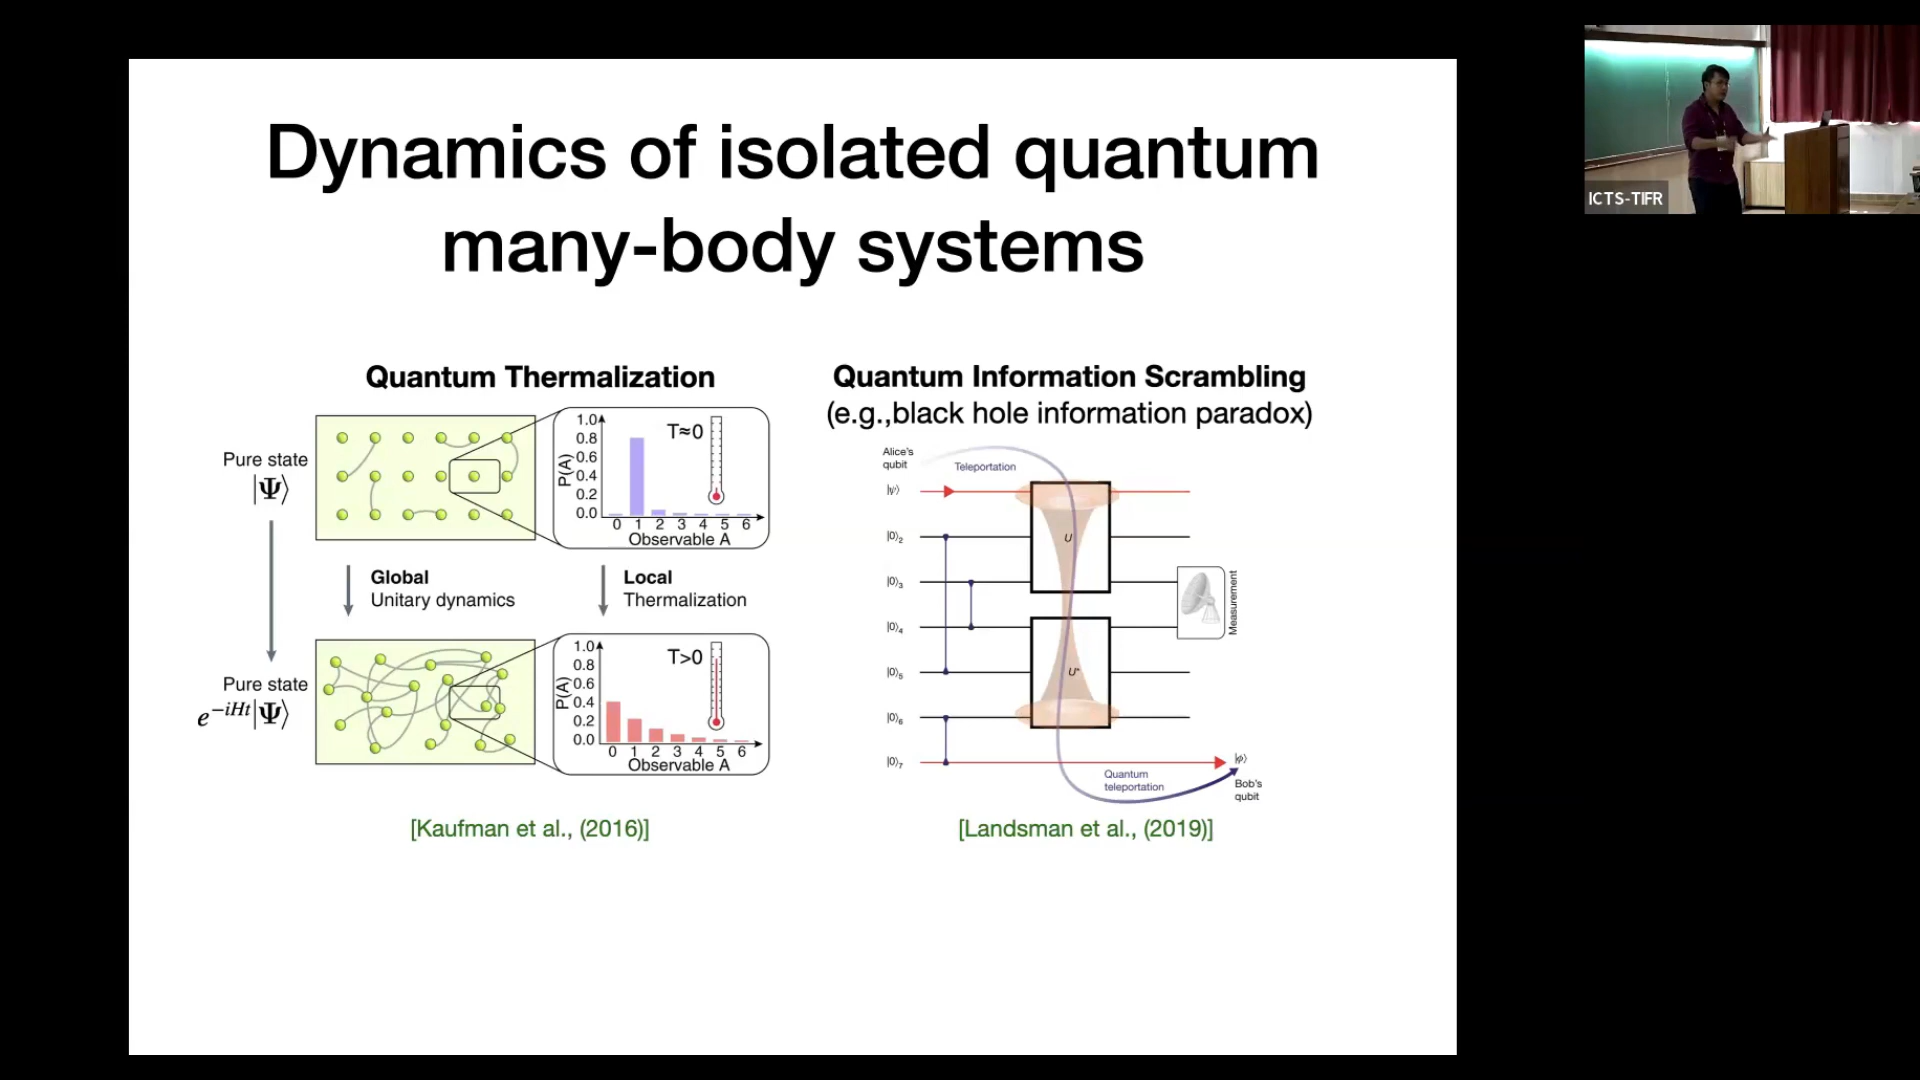 Dynamics of isolated quantum
many-body systems
Quantum Thermalization
Pure state
|Ψ⟩
1.0
0.8
0.6
0.4
0.2
0.0
P(A)
T≈0
0 1 2 3 4 5 6
Observable A
Global
Unitary dynamics
Local
Thermalization
Pure state
e^{-iHt}|Ψ⟩
1.0
0.8
0.6
0.4
0.2
0.0
P(A)
T>0
0 1 2 3 4 5 6
Observable A
[Kaufman et al., (2016)]
Quantum Information Scrambling
(e.g.,black hole information paradox)
Alice's
qubit
Teleportation
|ψ⟩
|0⟩₂
|0⟩₃
|0⟩₄
|0⟩₅
|0⟩₆
|0⟩₇
U
U*
Measurement
Quantum
teleportation
|φ⟩
Bob's
qubit
[Landsman et al., (2019)]
ICTS-TIFR